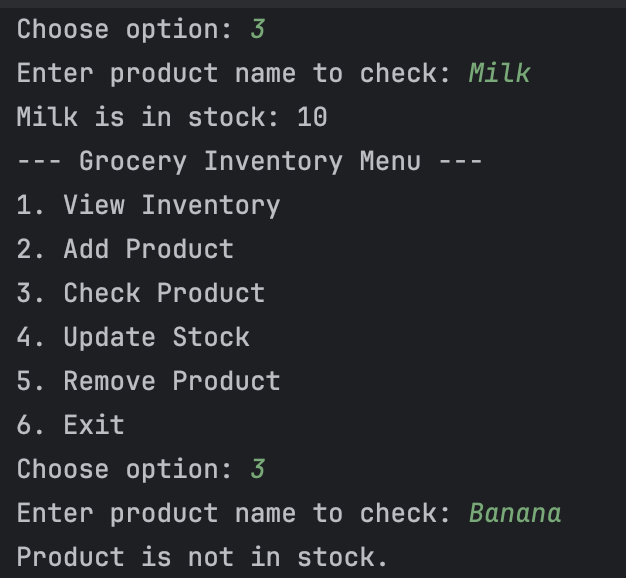 Choose option: 3
Enter product name to check: Milk
Milk is in stock: 10
--- Grocery Inventory Menu ---
1. View Inventory
2. Add Product
3. Check Product
4. Update Stock
5. Remove Product
6. Exit
Choose option: 3
Enter product name to check: Banana
Product is not in stock.